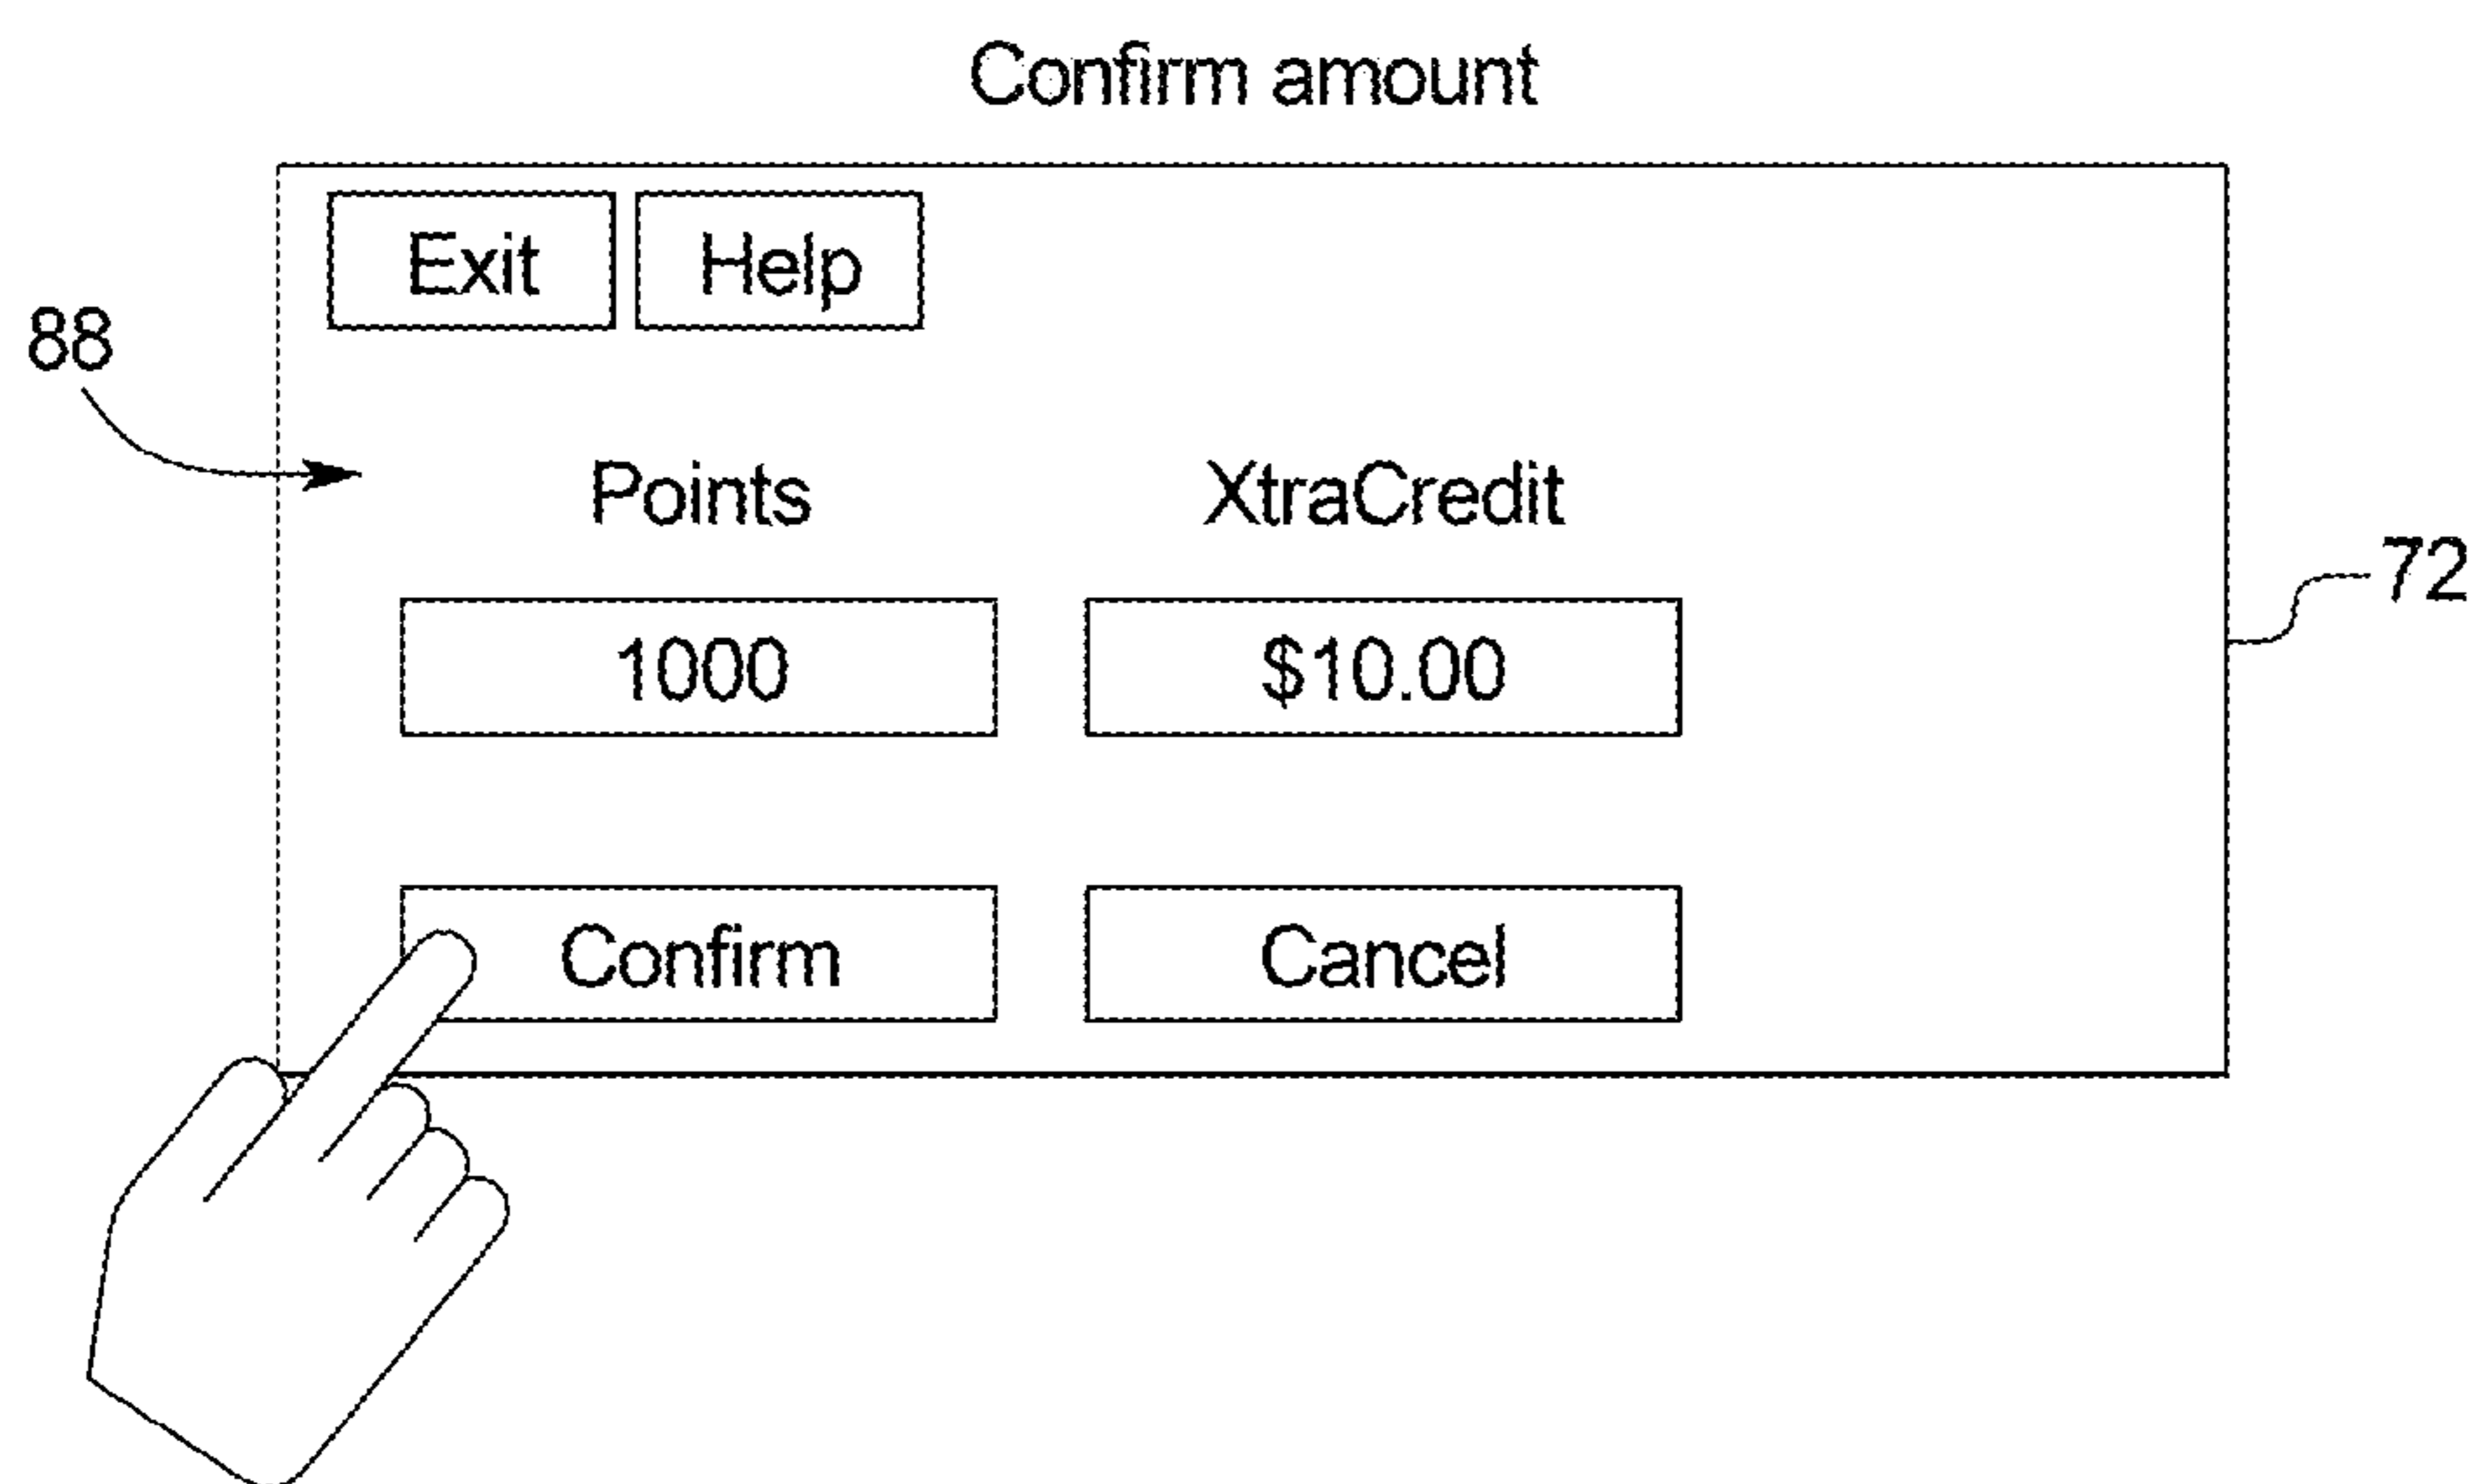 Confirm amount
Exit Help
88
Points XtraCredit
72
1000 $10.00
Confirm Cancel